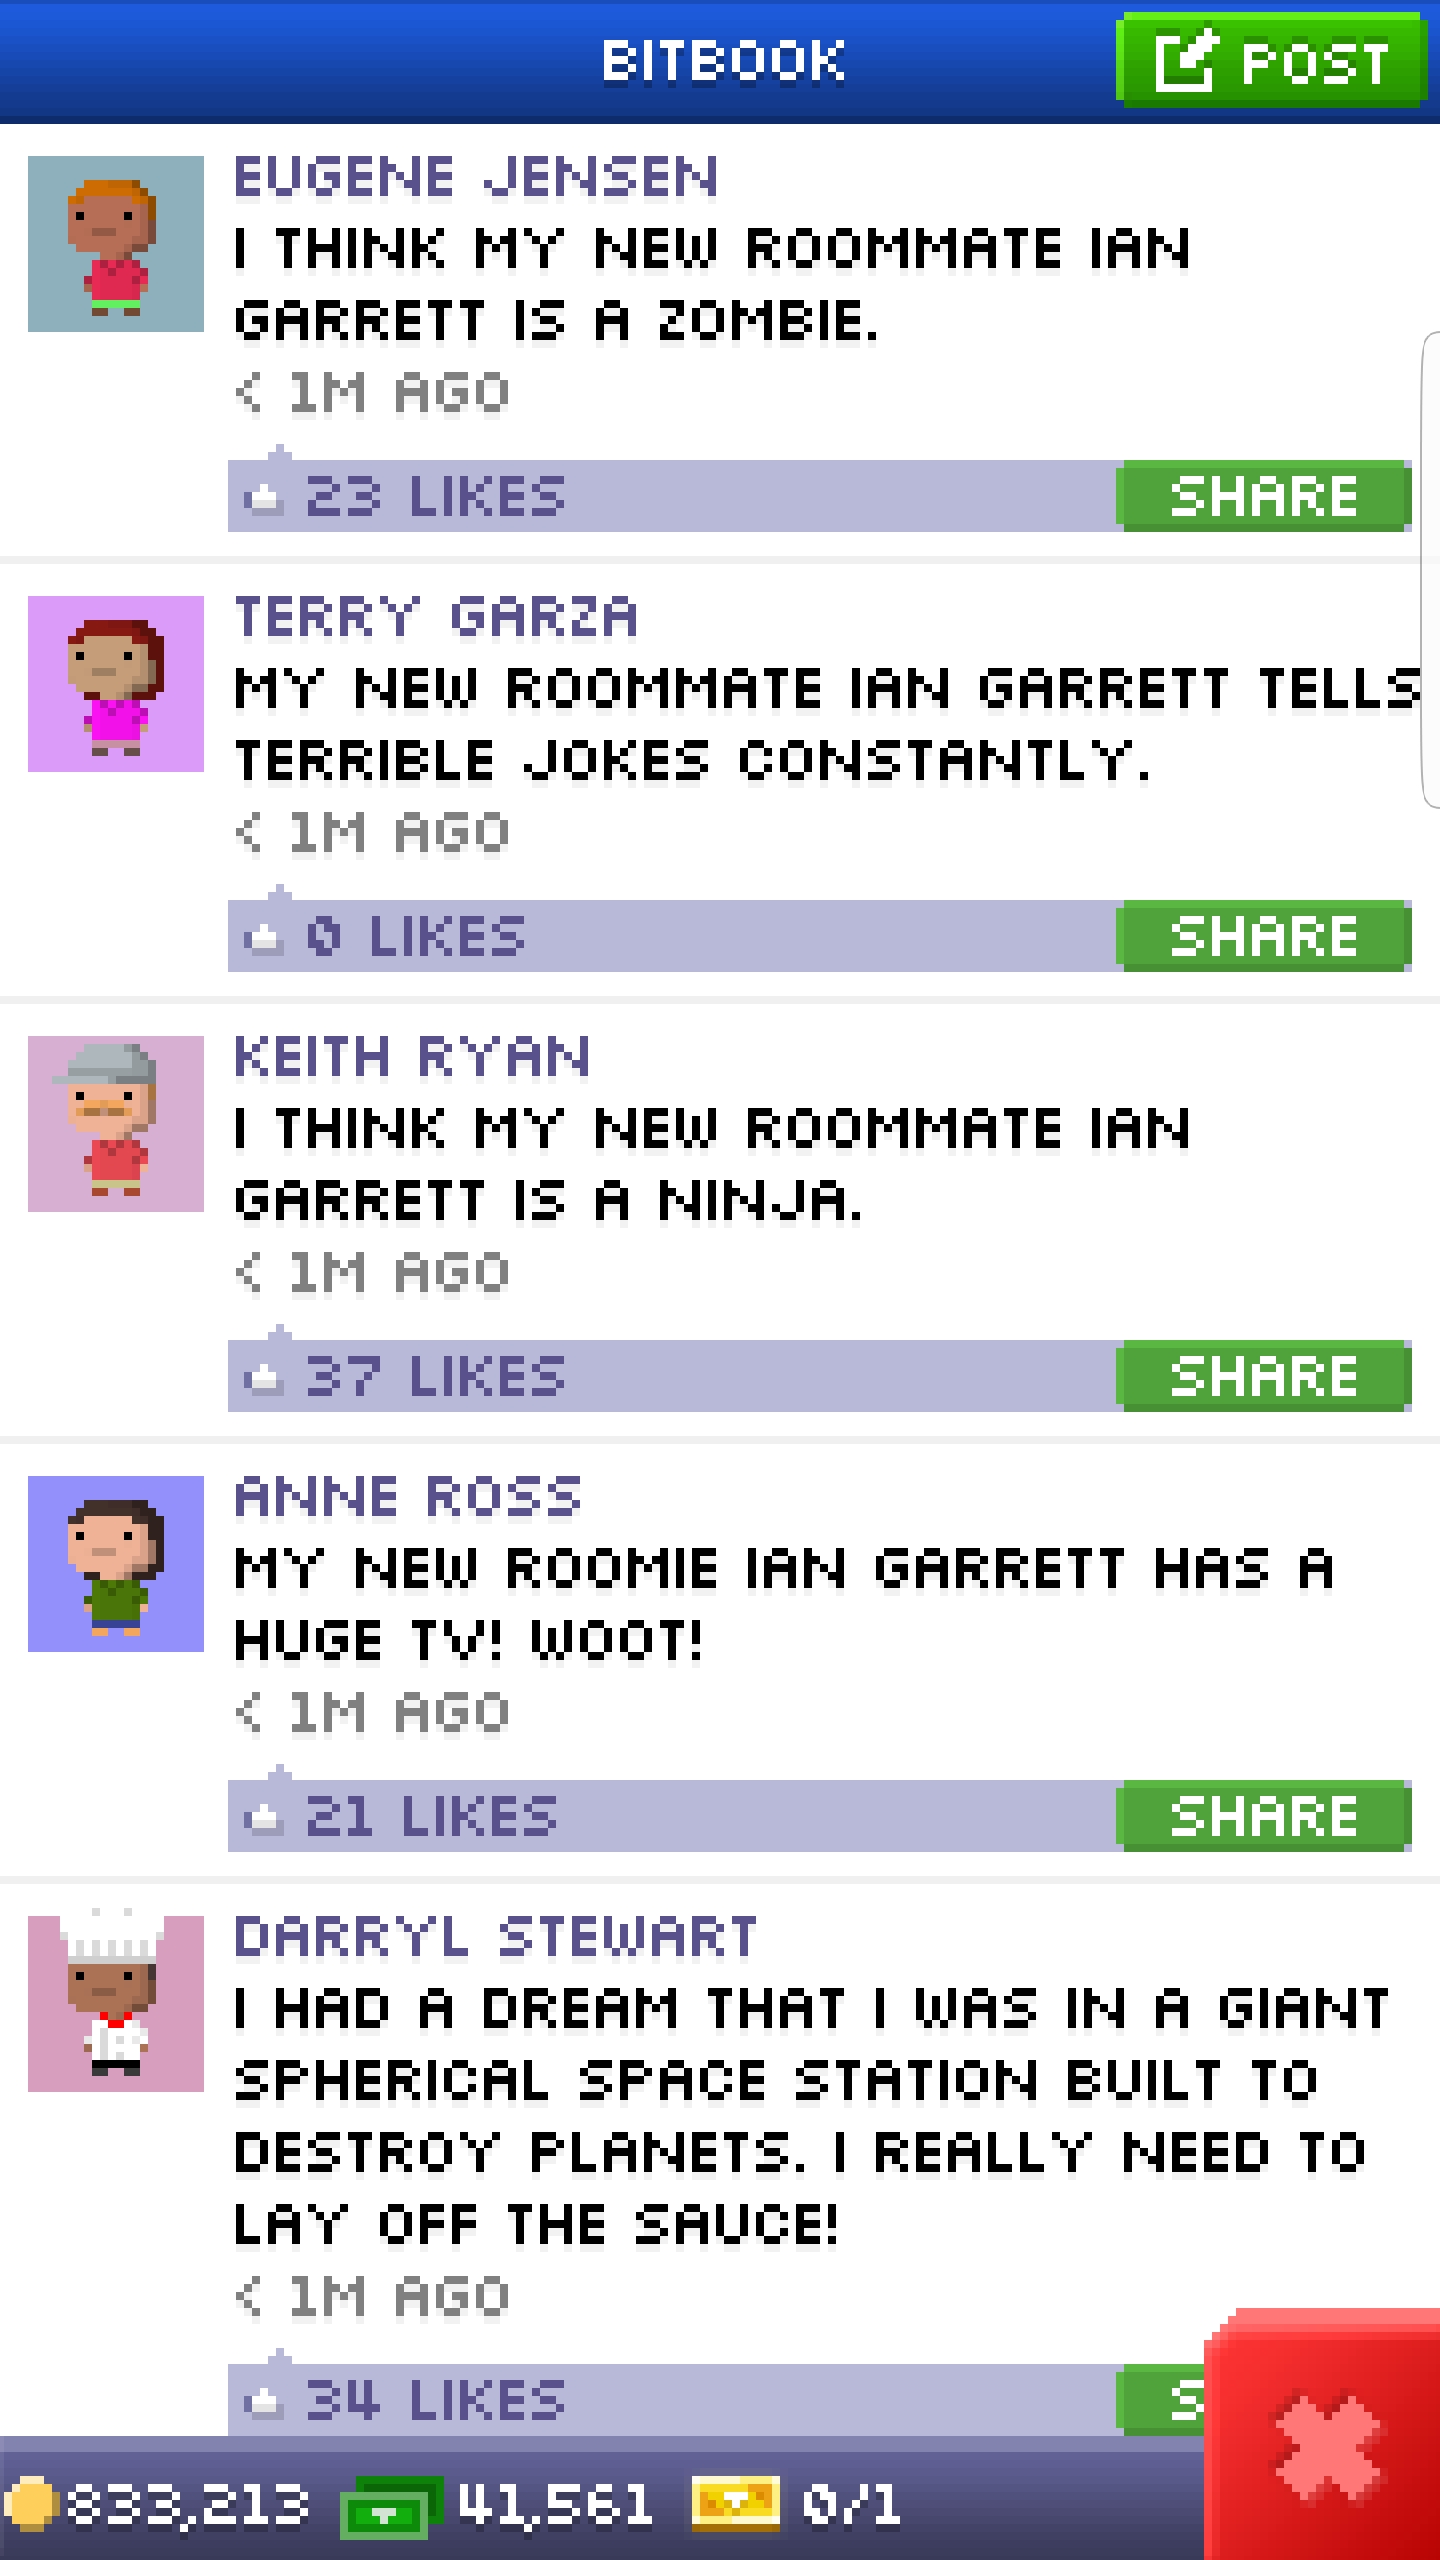 BITBOOK
POST
EUGENE JENSEN
I THINK MY NEW ROOMMATE IAN
GARRETT IS A ZOMBIE.
< 1M AGO
23 LIKES
SHARE
TERRY GARZA
MY NEW ROOMMATE IAN GARRETT TELLS
TERRIBLE JOKES CONSTANTLY.
< 1M AGO
0 LIKES
SHARE
KEITH RYAN
I THINK MY NEW ROOMMATE IAN
GARRETT IS A NINJA.
< 1M AGO
37 LIKES
SHARE
ANNE ROSS
MY NEW ROOMIE IAN GARRETT HAS A
HUGE TV! WOOT!
< 1M AGO
21 LIKES
SHARE
DARRYL STEWART
I HAD A DREAM THAT I WAS IN A GIANT
SPHERICAL SPACE STATION BUILT TO
DESTROY PLANETS. I REALLY NEED TO
LAY OFF THE SAUCE!
< 1M AGO
34 LIKES
S
833,213
41,561
0/1